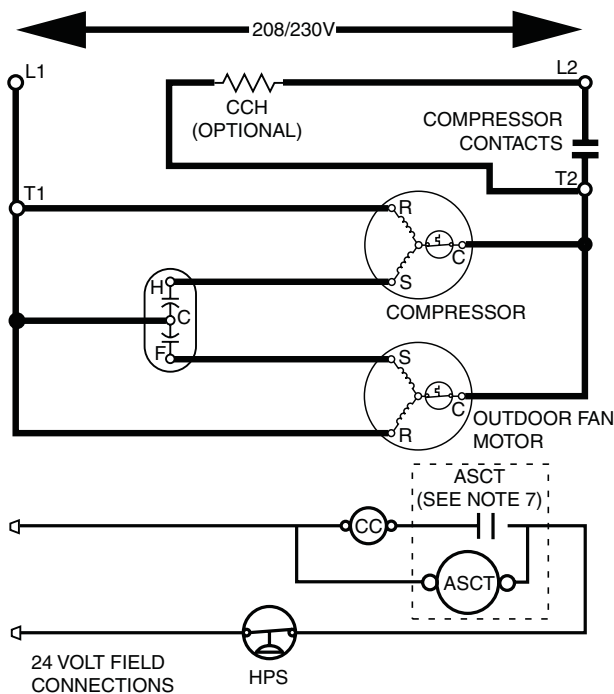 208/230V
L1
L2
CCH
(OPTIONAL)
COMPRESSOR
CONTACTS
T1
T2
R
C
S
COMPRESSOR
H
C
F
S
C
R
OUTDOOR FAN
MOTOR
ASCT
(SEE NOTE 7)
CC
ASCT
24 VOLT FIELD
CONNECTIONS
HPS